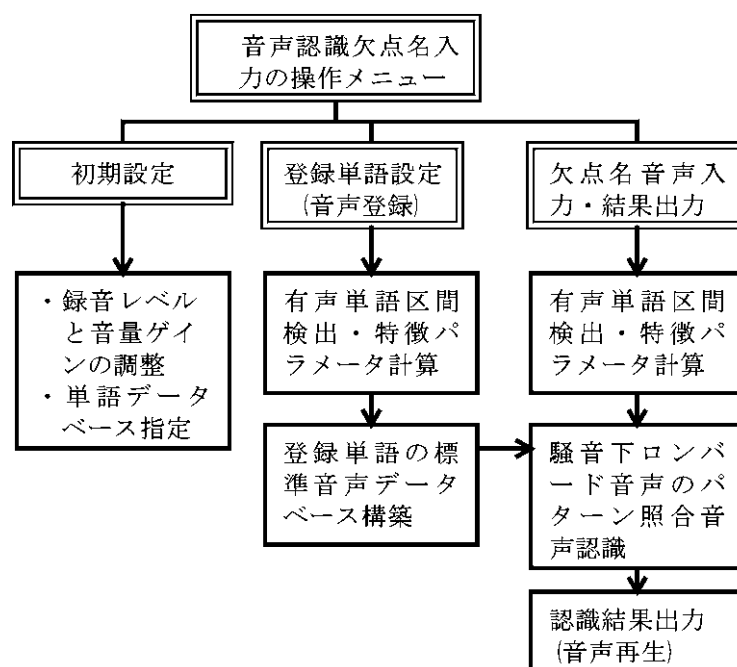 音声認識欠点名入
力の操作メニュー
初期設定
登録単語設定
(音声登録)
欠点名音声入
力・結果出力
・録音レベル
と音量ゲイ
ンの調整
・単語データ
ベース指定
有声単語区間
検出・特徴パ
ラメータ計算
有声単語区間
検出・特徴パ
ラメータ計算
登録単語の標
準音声データ
ベース構築
騒音下ロンバ
ード音声のパ
ターン照合音
声認識
認識結果出力
(音声再生)